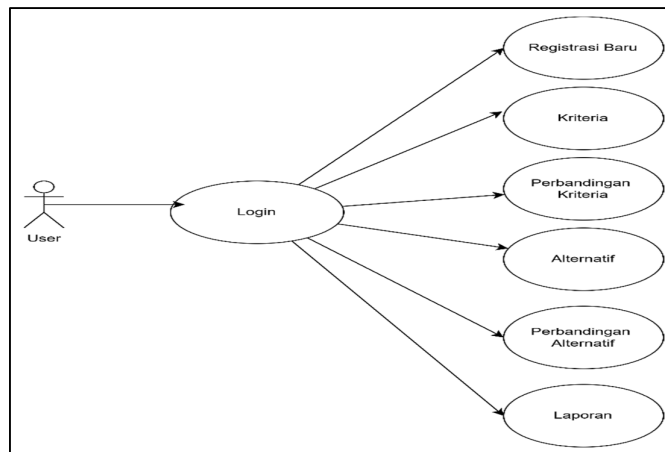 Registrasi Baru
Kriteria
Perbandingan
Kriteria
Login
User
Alternatif
Perbandingan
Alternatif
Laporan